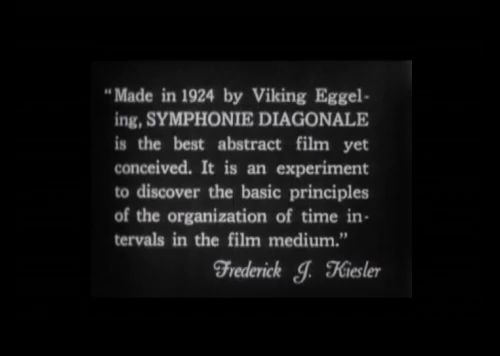 "Made in 1924 by Viking Eggel-
ing, SYMPHONIE DIAGONALE
is the best abstract film yet
conceived. It is an experiment
to discover the basic principles
of the organization of time in-
tervals in the film medium."
Frederick J. Kiesler